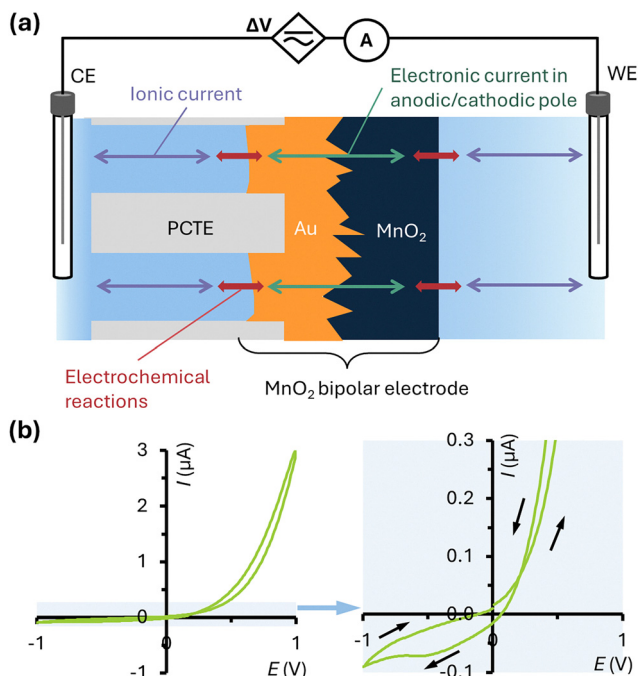 (a)
ΔV
A
CE
WE
Ionic current
Electronic current in
anodic/cathodic pole
PCTE
Au
MnO₂
Electrochemical
reactions
MnO₂ bipolar electrode
(b)
I (μA)
3
2
1
0
-1
-1
0
1
E (V)
I (μA)
0.3
0.2
0.1
0.0
-0.1
-1
0
1
E (V)